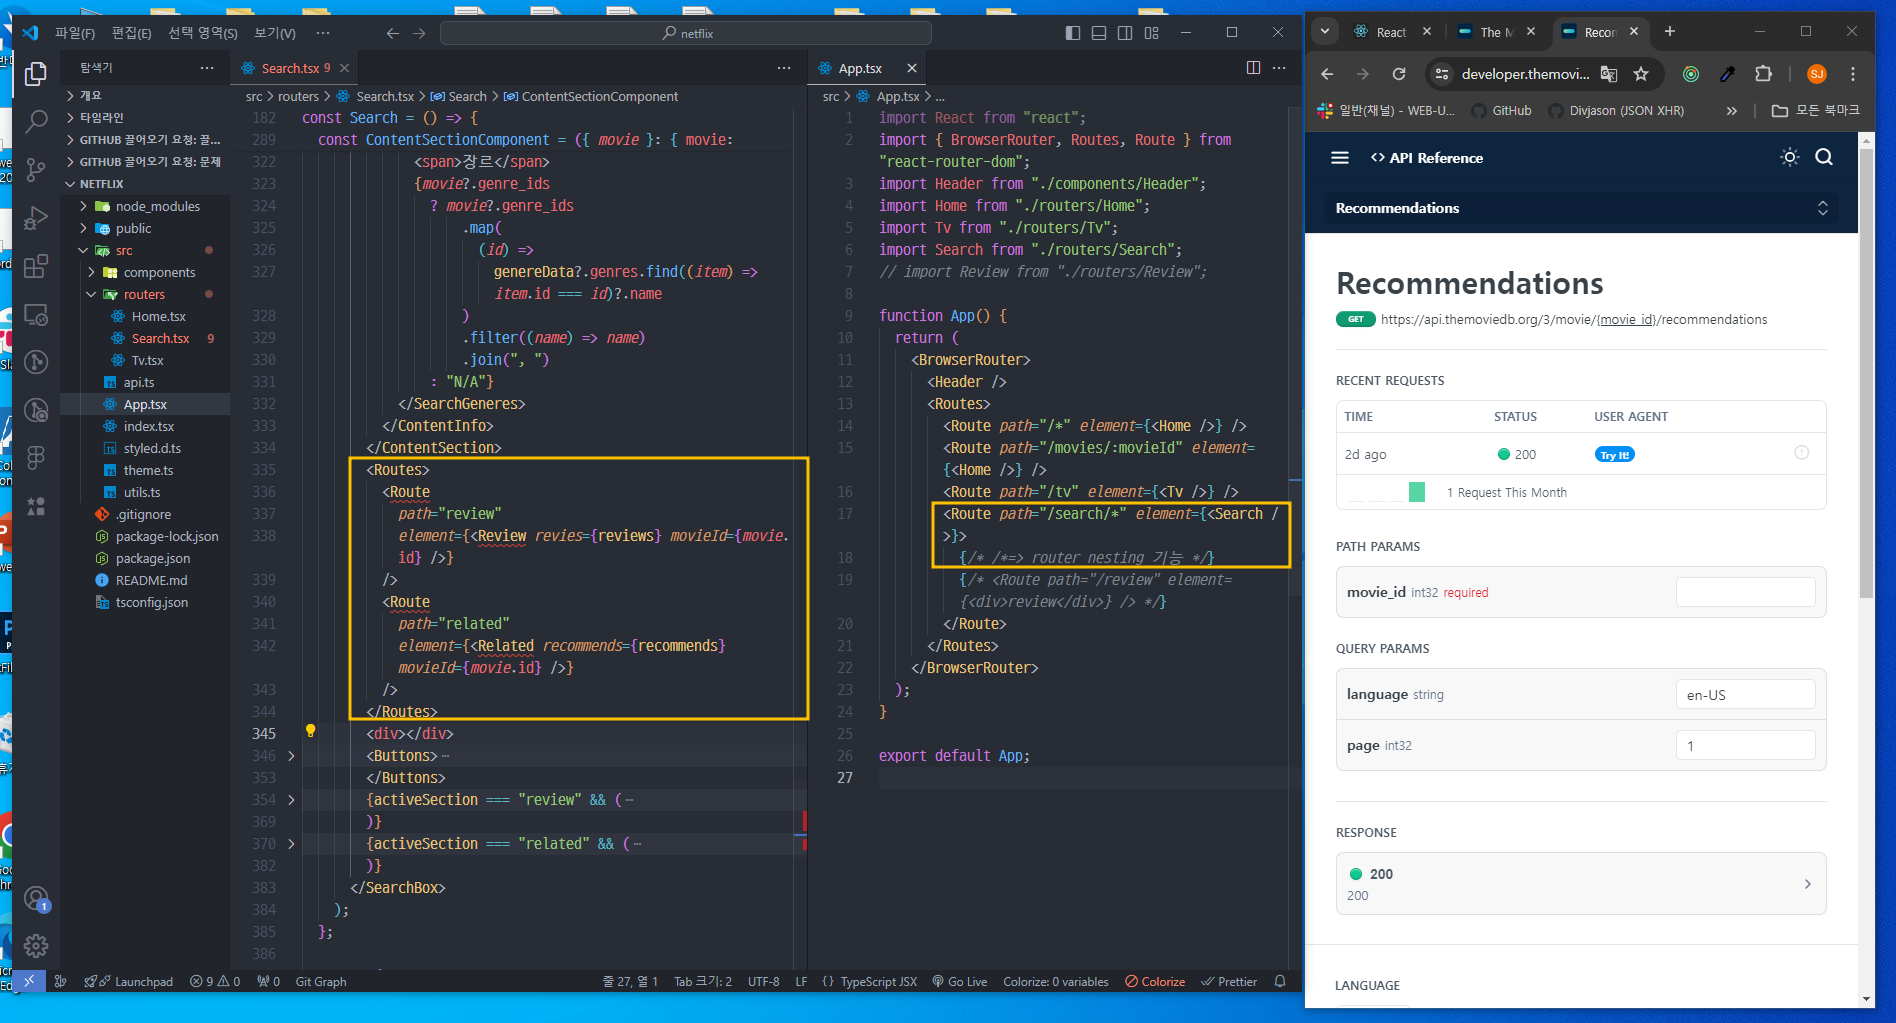 파일(F) 편집(E) 선택 영역(S) 보기(V) ···
netflix
탐색기
개요
타임라인
GITHUB 끌어오기 요청: 끌...
GITHUB 끌어오기 요청: 문제
NETFLIX
node_modules
public
src
components
routers
Home.tsx
Search.tsx 9
Tv.tsx
api.ts
App.tsx
index.tsx
styled.d.ts
theme.ts
utils.ts
.gitignore
package-lock.json
package.json
README.md
tsconfig.json
Search.tsx 9
src > routers > Search.tsx > Search > ContentSectionComponent
182 const Search = () => {
289 const ContentSectionComponent = ({ movie }: { movie:
322 <span>장르</span>
323 {movie?.genre_ids
324 ? movie?.genre_ids
325 .map(
326 (id) =>
327 genereData?.genres.find((item) =>
item.id === id)?.name
328 )
329 .filter((name) => name)
330 .join(", ")
331 : "N/A"}
332 </SearchGeneres>
333 </ContentInfo>
334 </ContentSection>
335 <Routes>
336 <Route
337 path="review"
338 element={<Review revies={reviews} movieId={movie.
id} />}
339 />
340 <Route
341 path="related"
342 element={<Related recommends={recommends}
movieId={movie.id} />}
343 />
344 </Routes>
345 <div></div>
346 <Buttons>···
353 </Buttons>
354 {activeSection === "review" && (···
369 )}
370 {activeSection === "related" && (···
382 )}
383 </SearchBox>
384 );
385 };
386
App.tsx
src > App.tsx > ...
1 import React from "react";
2 import { BrowserRouter, Routes, Route } from
"react-router-dom";
3 import Header from "./components/Header";
4 import Home from "./routers/Home";
5 import Tv from "./routers/Tv";
6 import Search from "./routers/Search";
7 // import Review from "./routers/Review";
8
9 function App() {
10 return (
11 <BrowserRouter>
12 <Header />
13 <Routes>
14 <Route path="/*" element={<Home />} />
15 <Route path="/movies/:movieId" element=
{<Home />} />
16 <Route path="/tv" element={<Tv />} />
17 <Route path="/search/*" element={<Search /
>}>
18 {/* /*=> router nesting 기능 */}
19 {/* <Route path="/review" element=
{<div>review</div>} /> */}
20 </Route>
21 </Routes>
22 </BrowserRouter>
23 );
24 }
25
26 export default App;
27
1
Launchpad 9 0 0 Git Graph
줄 27, 열 1 Tab 크기: 2 UTF-8 LF { } TypeScript JSX Go Live Colorize: 0 variables Colorize Prettier
React The M Recon
developer.themovi... SJ
일반(채널) - WEB-U... GitHub Divjason (JSON XHR) » 모든 북마크
<> API Reference
Recommendations
Recommendations
GET https://api.themoviedb.org/3/movie/{movie_id}/recommendations
RECENT REQUESTS
TIME STATUS USER AGENT
2d ago 200 Try It!
1 Request This Month
PATH PARAMS
movie_id int32 required
QUERY PARAMS
language string en-US
page int32 1
RESPONSE
200
200
LANGUAGE